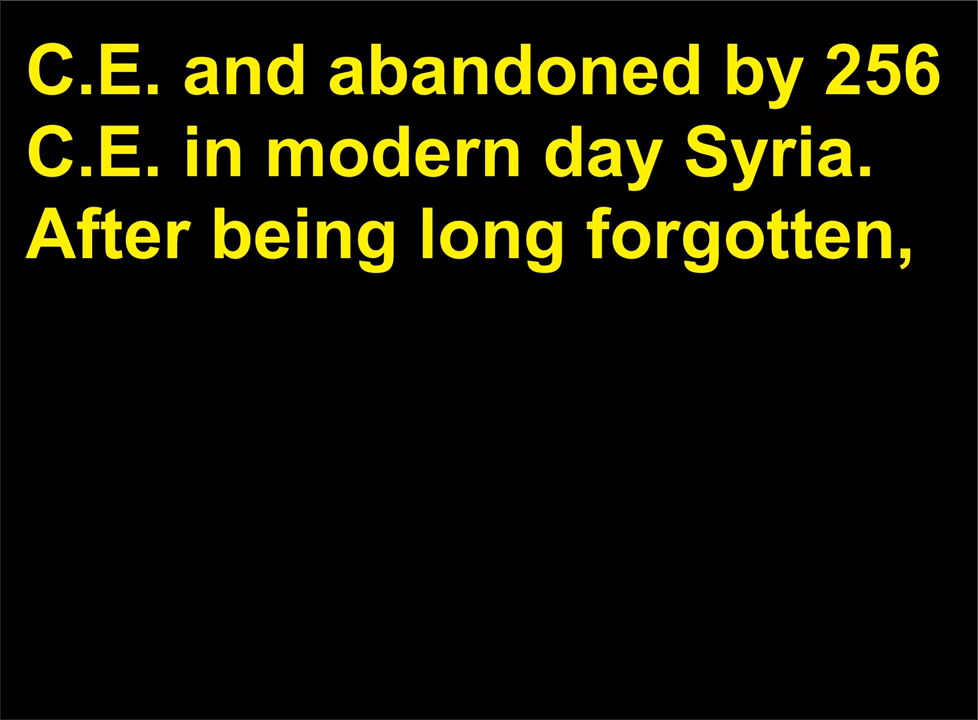 C.E. and abandoned by 256
C.E. in modern day Syria.
After being long forgotten,